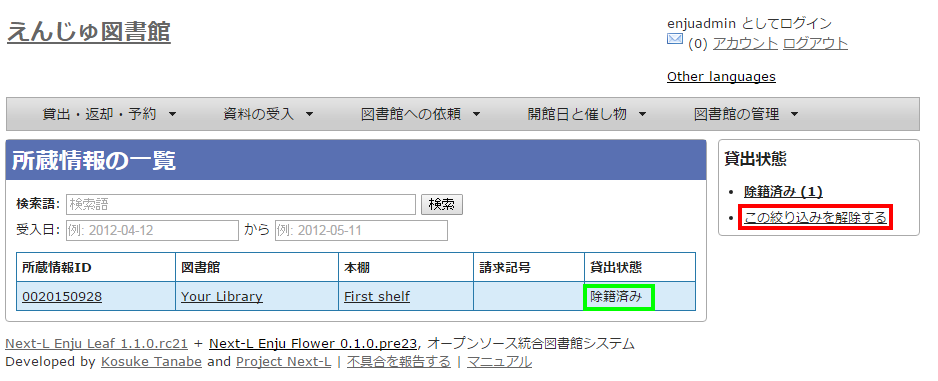 えんじゅ図書館
enjuadmin としてログイン
(0) アカウント ログアウト
Other languages
貸出・返却・予約 ▼ 資料の受入 ▼ 図書館への依頼 ▼ 開館日と催し物 ▼ 図書館の管理 ▼
所蔵情報の一覧
検索語: 検索語 検索
受入日: 例: 2012-04-12 から 例: 2012-05-11
所蔵情報ID 図書館 本棚 請求記号 貸出状態
0020150928 Your Library First shelf 除籍済み
貸出状態
• 除籍済み (1)
• この絞り込みを解除する
Next-L Enju Leaf 1.1.0.rc21 + Next-L Enju Flower 0.1.0.pre23, オープンソース統合図書館システム
Developed by Kosuke Tanabe and Project Next-L | 不具合を報告する | マニュアル